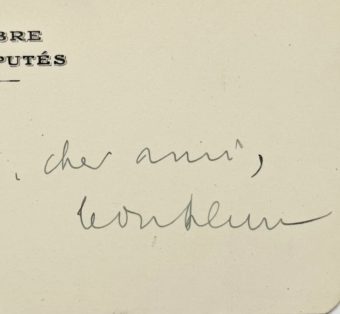 BRE
PUTÉS
, cher ami,
Léon Blum